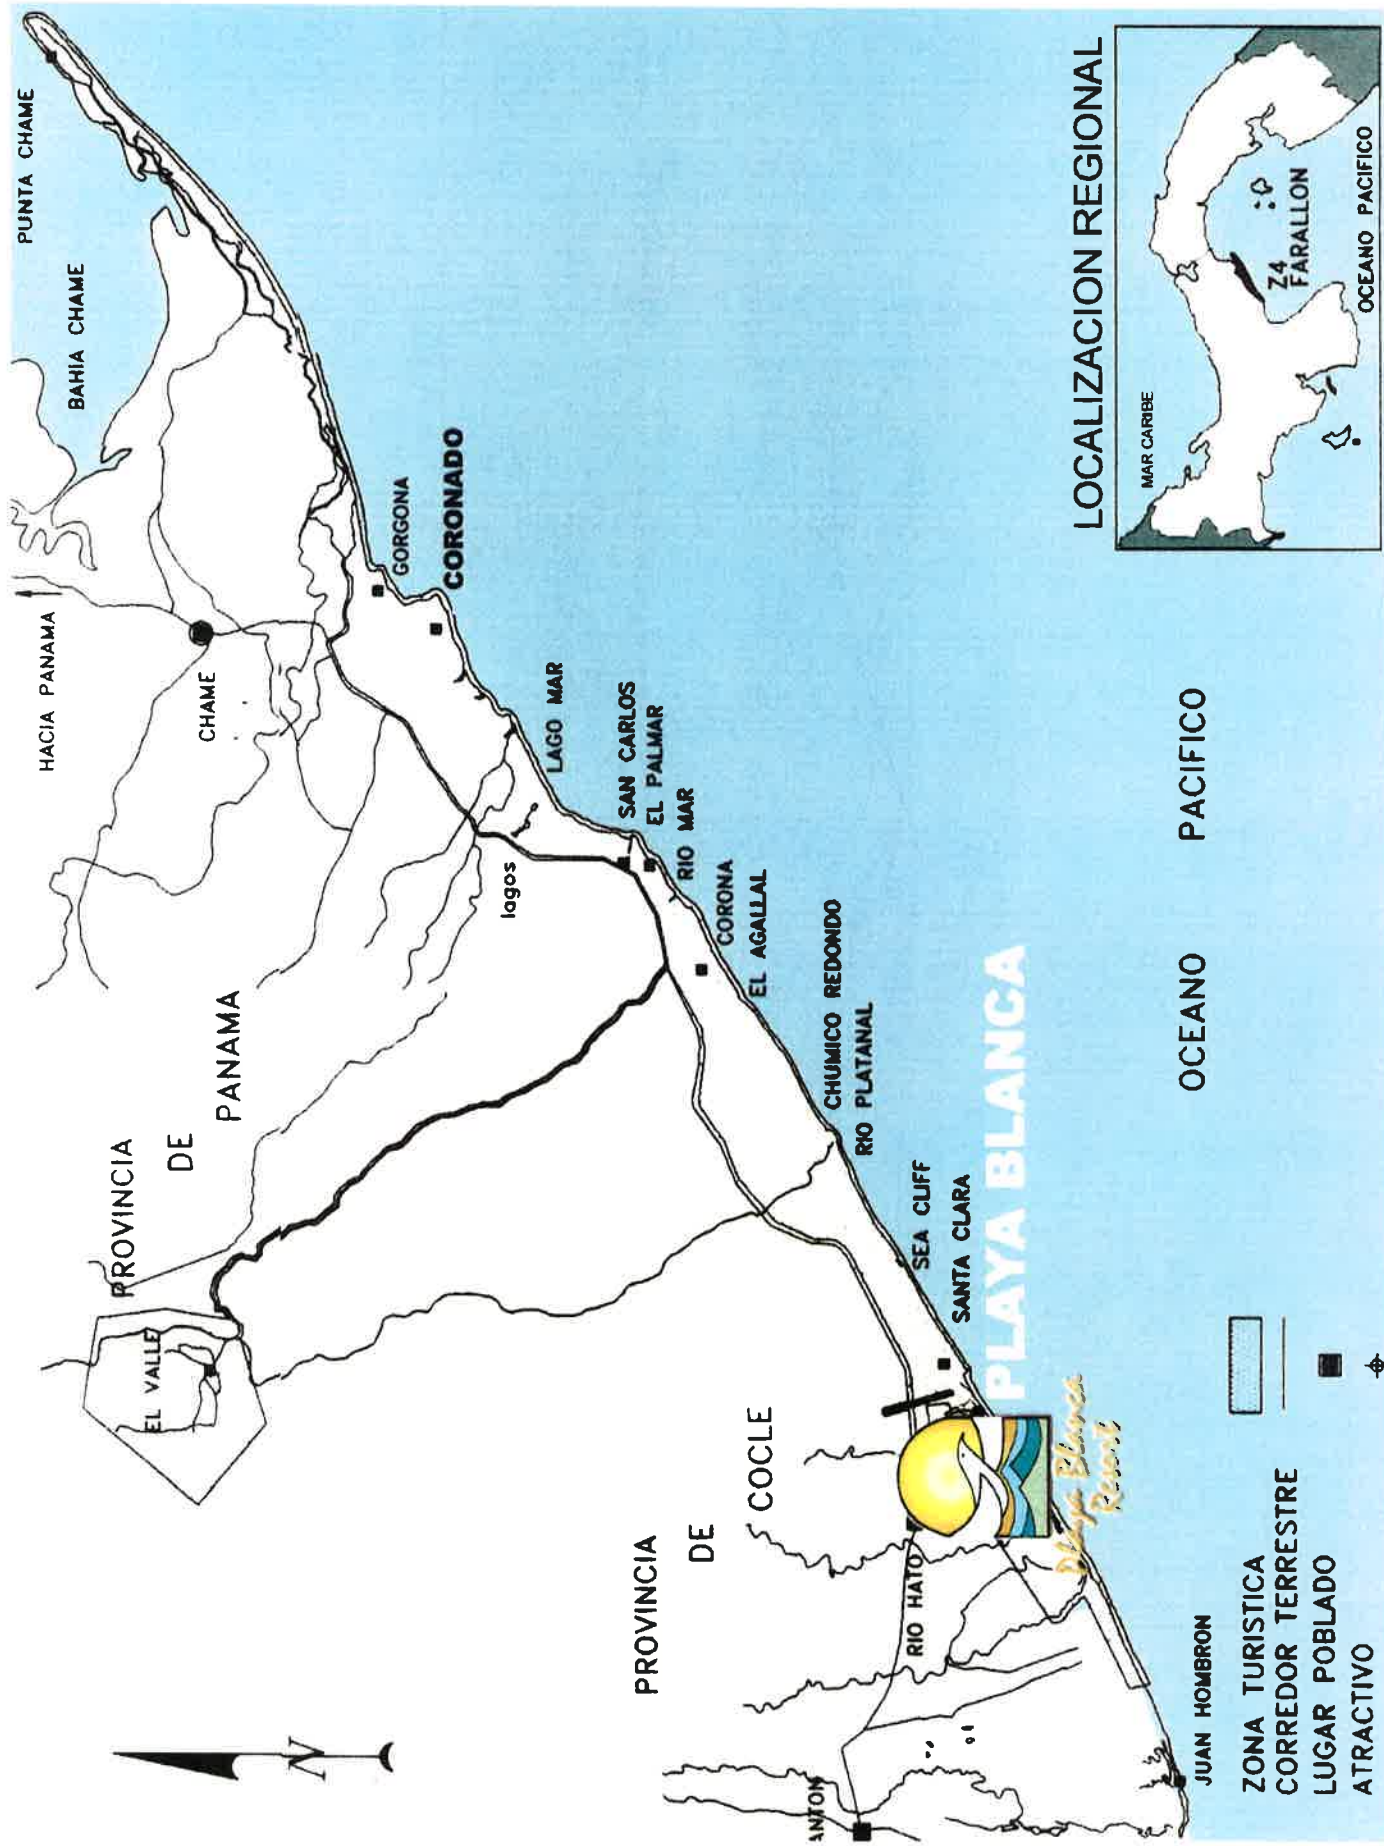 PUNTA CHAME
BAHIA CHAME
HACIA PANAMA
CHAME
GORGONA
CORONADO
LAGO MAR
SAN CARLOS
EL PALMAR
RIO MAR
lagos
CORONA
EL AGALLAL
CHUMICO REDONDO
RIO PLATANAL
SEA CLIFF
SANTA CLARA
PLAYA BLANCA
PROVINCIA
DE
PANAMA
EL VALLE
PROVINCIA
DE
COCLE
RIO HATO
ANTON
JUAN HOMBRON
Playa Blanca
Resort
N
OCEANO PACIFICO
ZONA TURISTICA
CORREDOR TERRESTRE
LUGAR POBLADO
ATRACTIVO
LOCALIZACION REGIONAL
MAR CARIBE
Z4
FARALLON
OCEANO PACIFICO